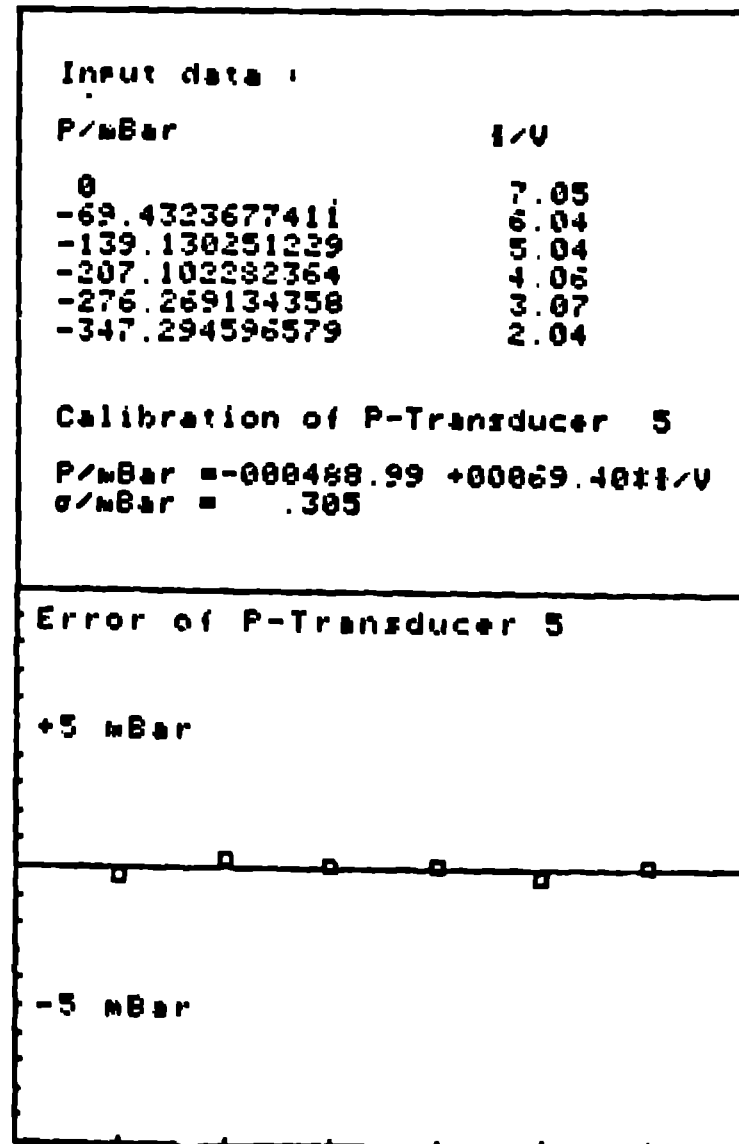 Input data :
P/mBar ξ/V
0 7.05
-69.4323677411 6.04
-139.130251229 5.04
-207.102282364 4.06
-276.269134358 3.07
-347.294596579 2.04
Calibration of P-Transducer 5
P/mBar =-000488.99 +00069.40*ξ/V
σ/mBar = .305
Error of P-Transducer 5
+5 mBar
-5 mBar